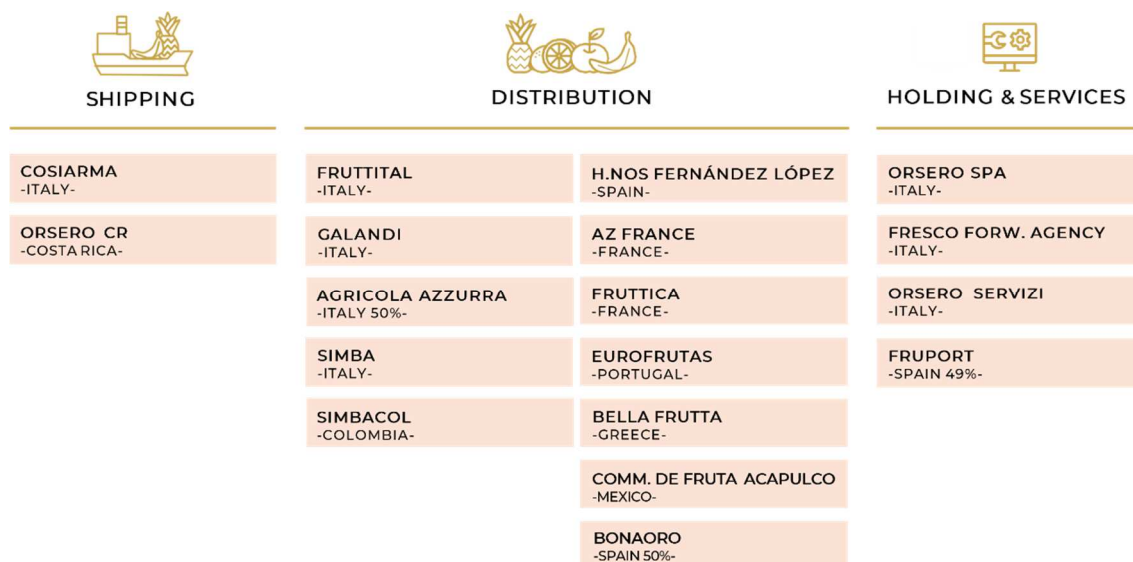 SHIPPING
COSIARMA
-ITALY-
ORSERO CR
-COSTA RICA-
DISTRIBUTION
FRUTTITAL
-ITALY-
GALANDI
-ITALY-
AGRICOLA AZZURRA
-ITALY 50%-
SIMBA
-ITALY-
SIMBACOL
-COLOMBIA-
H.NOS FERNÁNDEZ LÓPEZ
-SPAIN-
AZ FRANCE
-FRANCE-
FRUTTICA
-FRANCE-
EUROFRUTAS
-PORTUGAL-
BELLA FRUTTA
-GREECE-
COMM. DE FRUTA ACAPULCO
-MEXICO-
BONAORO
-SPAIN 50%-
HOLDING & SERVICES
ORSERO SPA
-ITALY-
FRESCO FORW. AGENCY
-ITALY-
ORSERO SERVIZI
-ITALY-
FRUPORT
-SPAIN 49%-